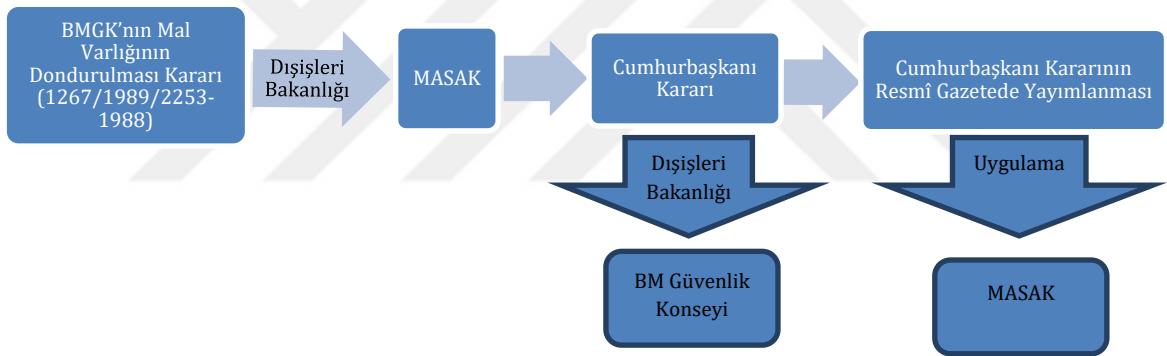 BMGK’nın Mal
Varlığının
Dondurulması Kararı
(1267/1989/2253-
1988)
Dışişleri
Bakanlığı
MASAK
Cumhurbaşkanı
Kararı
Cumhurbaşkanı Kararının
Resmî Gazetede Yayımlanması
Dışişleri
Bakanlığı
Uygulama
BM Güvenlik
Konseyi
MASAK